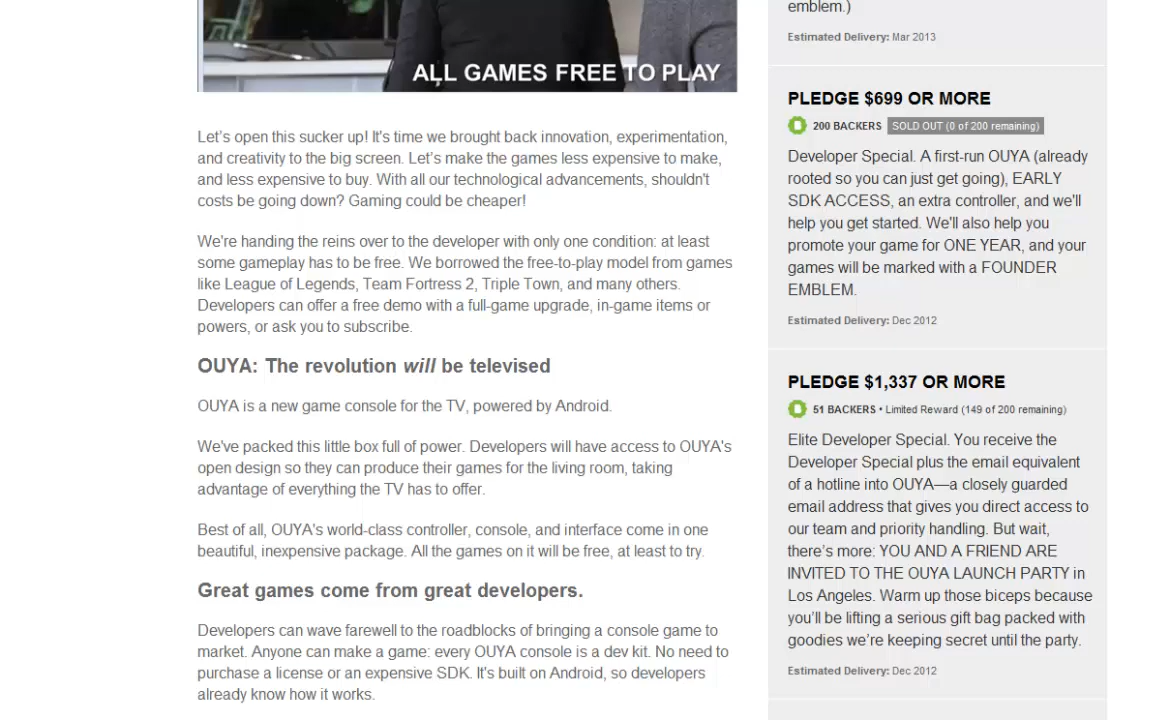 ALL GAMES FREE TO PLAY
Let's open this sucker up! It's time we brought back innovation, experimentation,
and creativity to the big screen. Let's make the games less expensive to make,
and less expensive to buy. With all our technological advancements, shouldn't
costs be going down? Gaming could be cheaper!
We're handing the reins over to the developer with only one condition: at least
some gameplay has to be free. We borrowed the free-to-play model from games
like League of Legends, Team Fortress 2, Triple Town, and many others.
Developers can offer a free demo with a full-game upgrade, in-game items or
powers, or ask you to subscribe.
OUYA: The revolution will be televised
OUYA is a new game console for the TV, powered by Android.
We've packed this little box full of power. Developers will have access to OUYA's
open design so they can produce their games for the living room, taking
advantage of everything the TV has to offer.
Best of all, OUYA's world-class controller, console, and interface come in one
beautiful, inexpensive package. All the games on it will be free, at least to try.
Great games come from great developers.
Developers can wave farewell to the roadblocks of bringing a console game to
market. Anyone can make a game: every OUYA console is a dev kit. No need to
purchase a license or an expensive SDK. It's built on Android, so developers
already know how it works.
emblem.)
Estimated Delivery: Mar 2013
PLEDGE $699 OR MORE
200 BACKERS SOLD OUT (0 of 200 remaining)
Developer Special. A first-run OUYA (already
rooted so you can just get going), EARLY
SDK ACCESS, an extra controller, and we'll
help you get started. We'll also help you
promote your game for ONE YEAR, and your
games will be marked with a FOUNDER
EMBLEM.
Estimated Delivery: Dec 2012
PLEDGE $1,337 OR MORE
51 BACKERS • Limited Reward (149 of 200 remaining)
Elite Developer Special. You receive the
Developer Special plus the email equivalent
of a hotline into OUYA—a closely guarded
email address that gives you direct access to
our team and priority handling. But wait,
there's more: YOU AND A FRIEND ARE
INVITED TO THE OUYA LAUNCH PARTY in
Los Angeles. Warm up those biceps because
you'll be lifting a serious gift bag packed with
goodies we're keeping secret until the party.
Estimated Delivery: Dec 2012